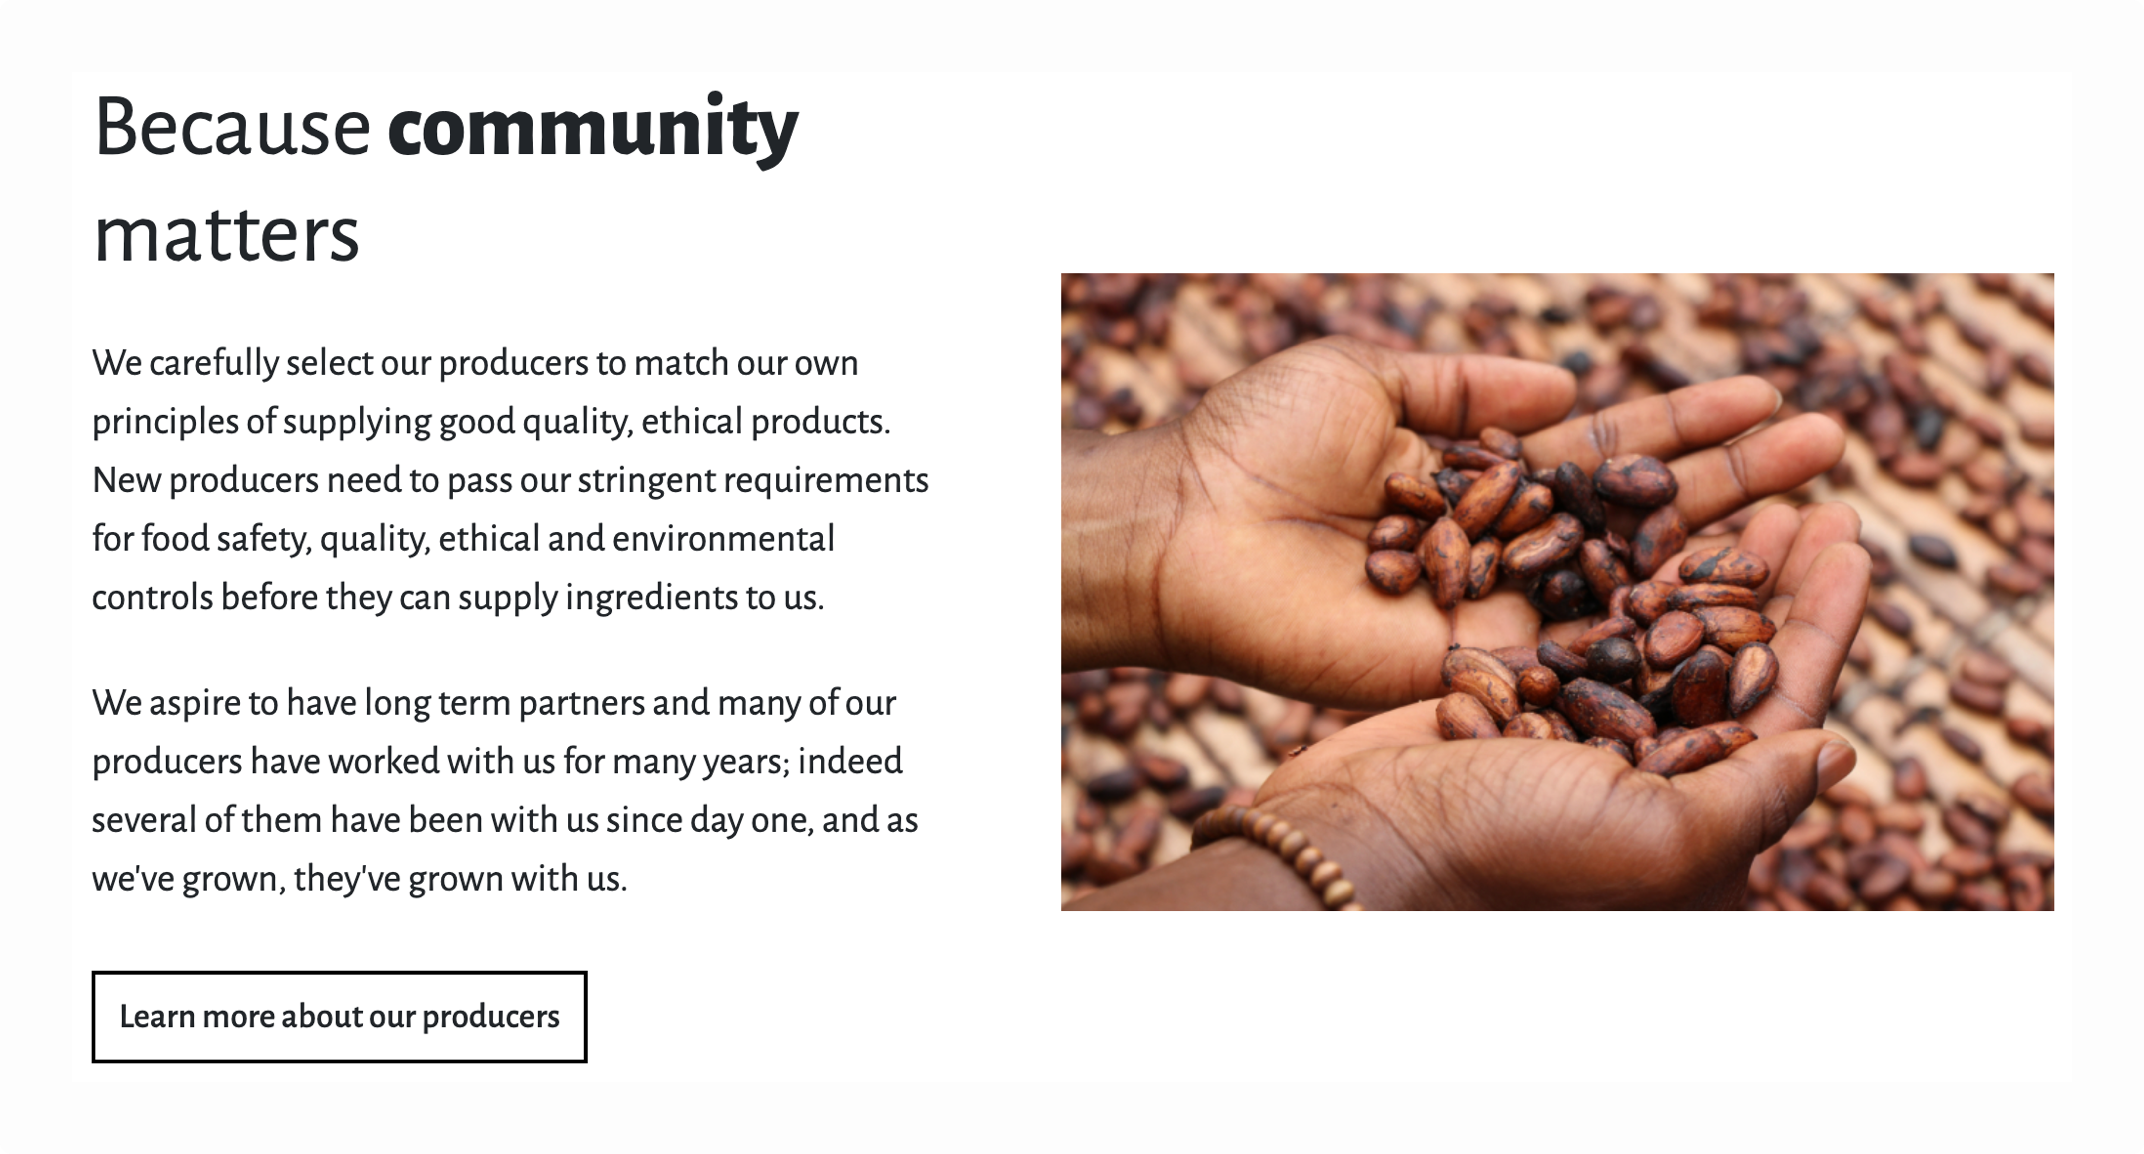 Because community
matters
We carefully select our producers to match our own
principles of supplying good quality, ethical products.
New producers need to pass our stringent requirements
for food safety, quality, ethical and environmental
controls before they can supply ingredients to us.
We aspire to have long term partners and many of our
producers have worked with us for many years; indeed
several of them have been with us since day one, and as
we've grown, they've grown with us.
Learn more about our producers